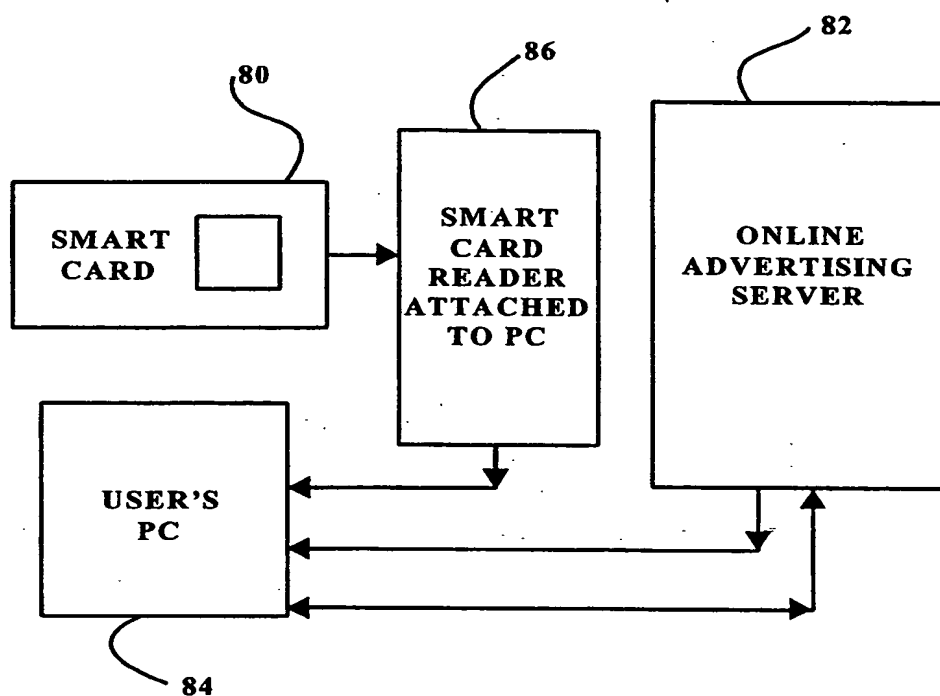 82
86
80
SMART
CARD
SMART
CARD
READER
ATTACHED
TO PC
ONLINE
ADVERTISING
SERVER
USER'S
PC
84